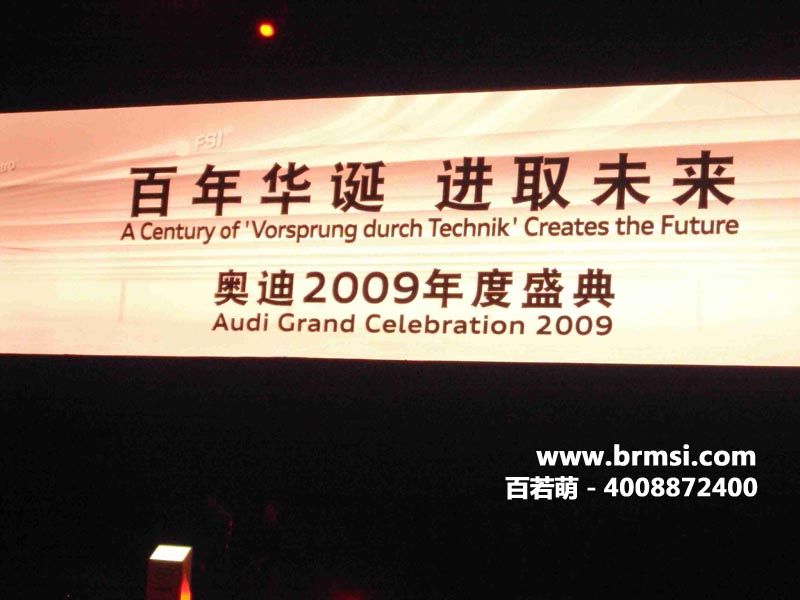 FSI
百年华诞 进取未来
A Century of 'Vorsprung durch Technik' Creates the Future
奥迪2009年度盛典
Audi Grand Celebration 2009
www.brmsi.com
百若萌 - 4008872400